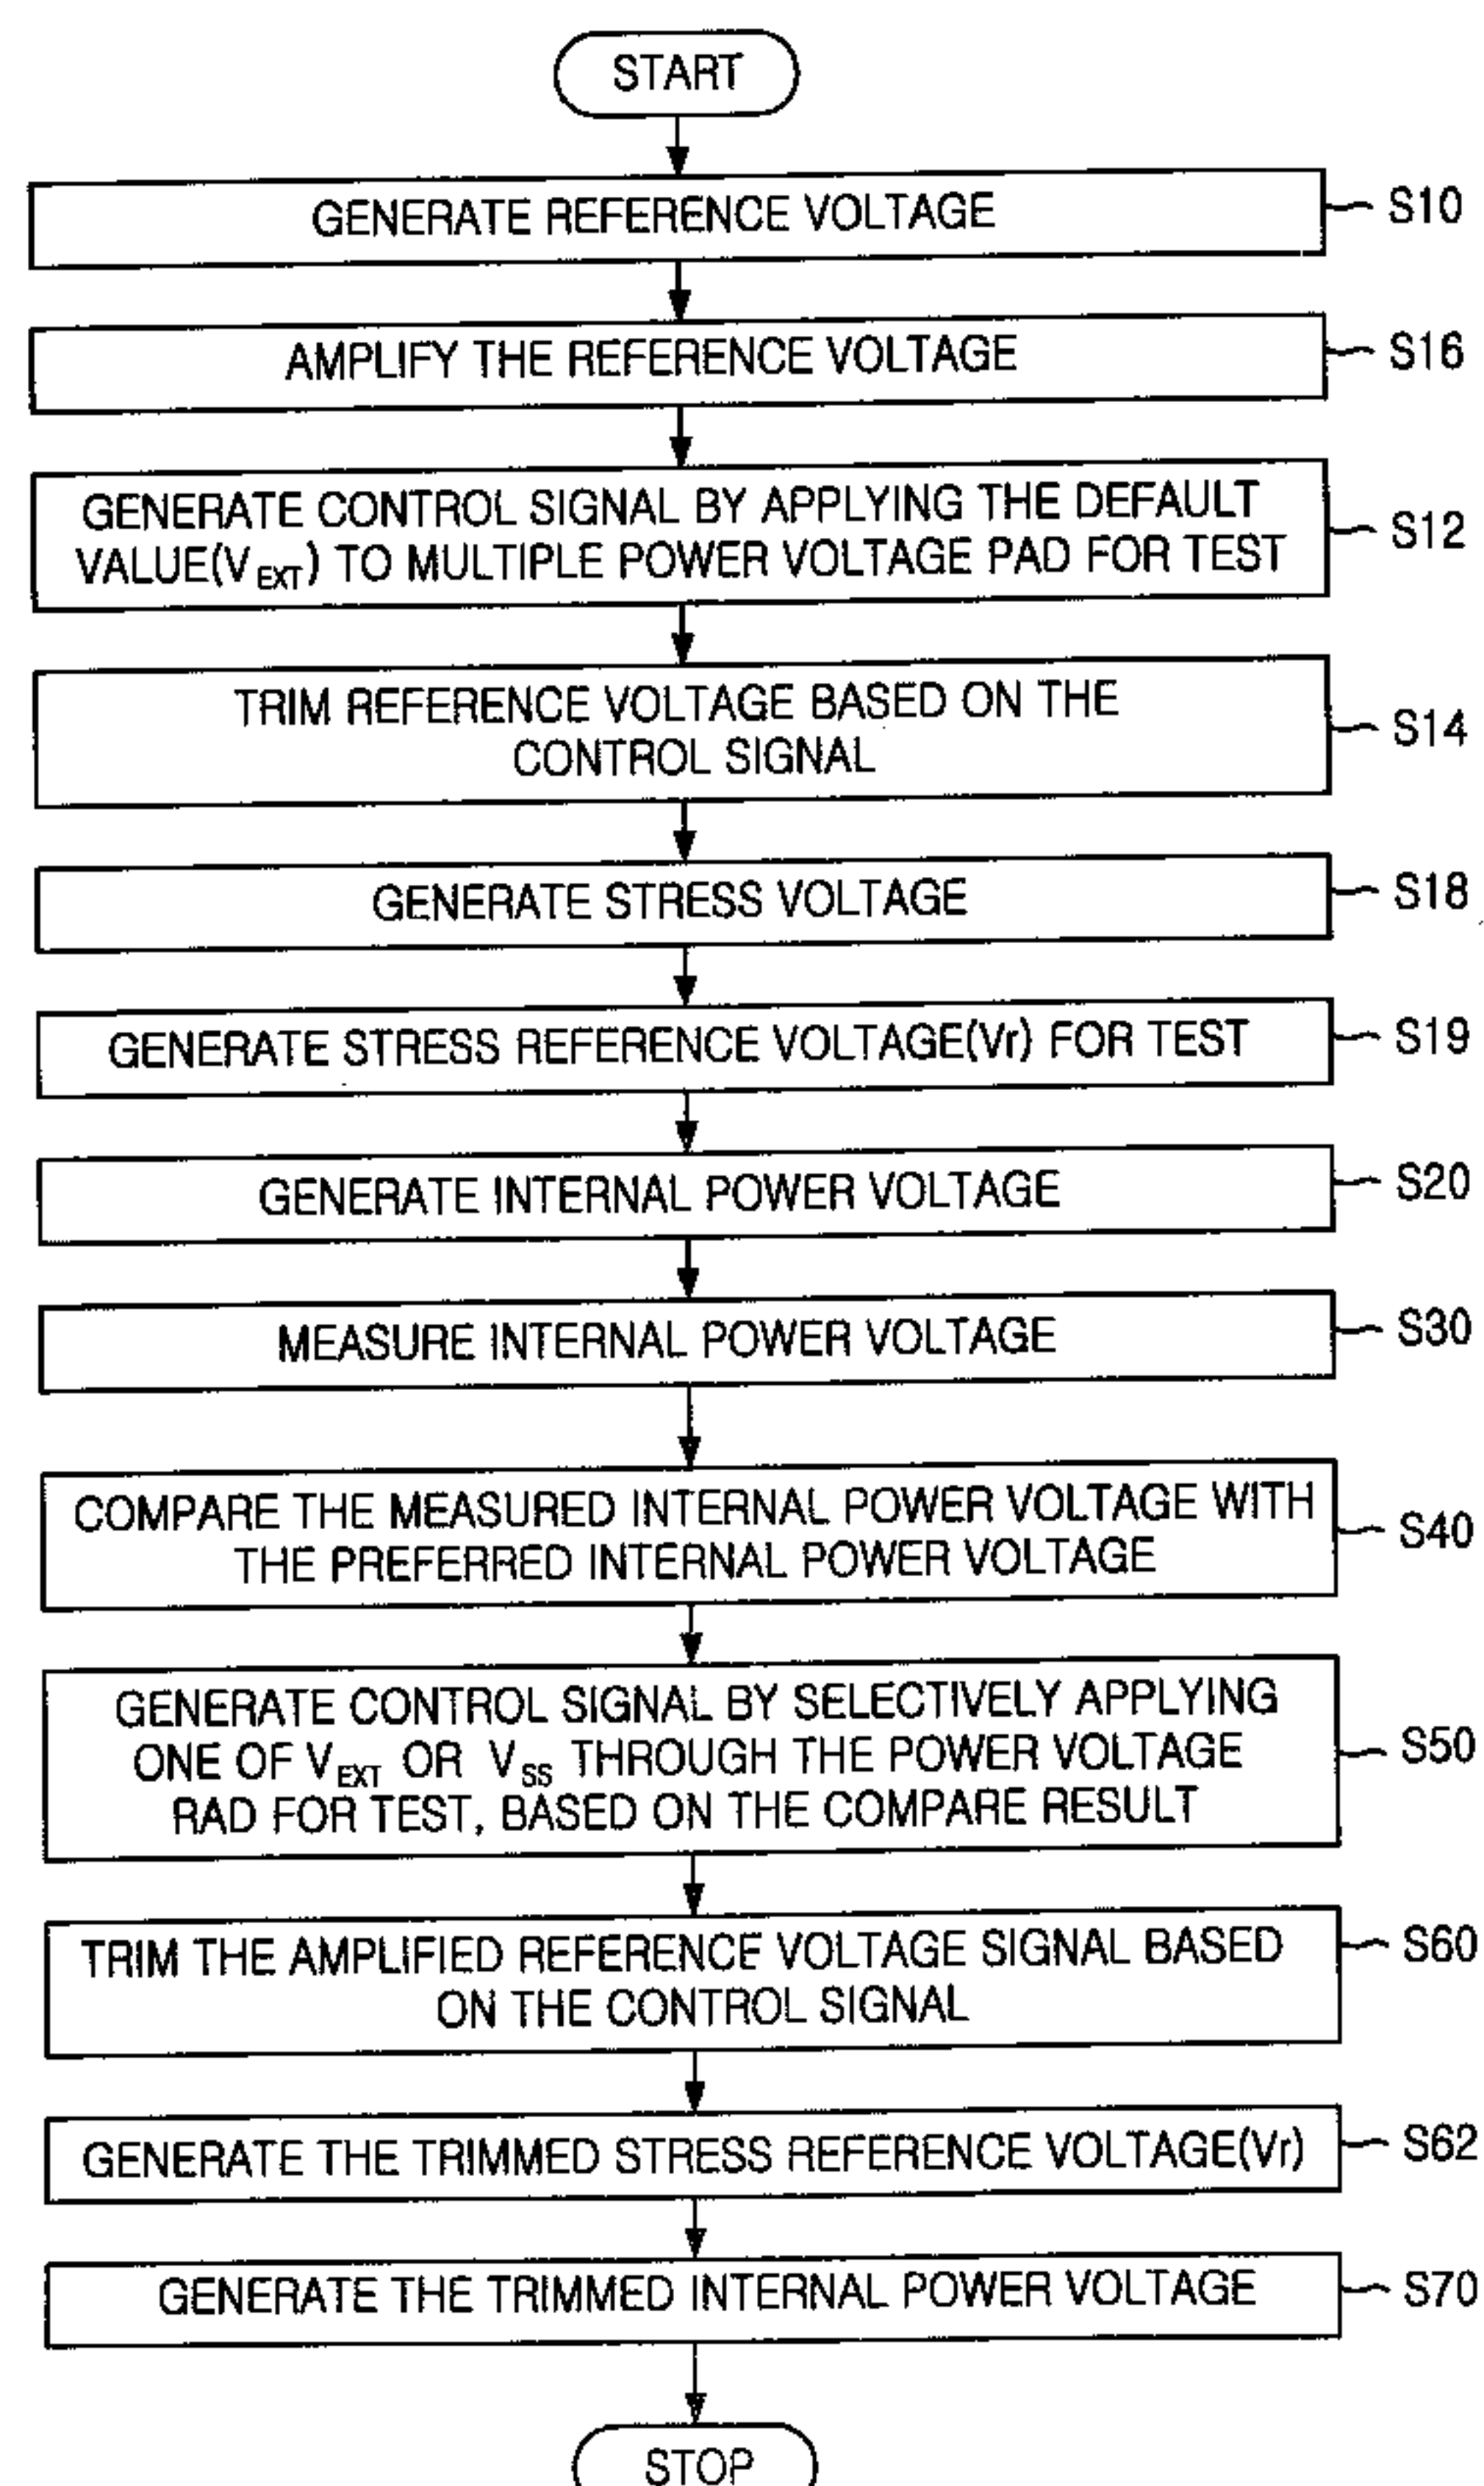 START
GENERATE REFERENCE VOLTAGE
S10
AMPLIFY THE REFERENCE VOLTAGE
S16
GENERATE CONTROL SIGNAL BY APPLYING THE DEFAULT
VALUE(VEXT) TO MULTIPLE POWER VOLTAGE PAD FOR TEST
S12
TRIM REFERENCE VOLTAGE BASED ON THE
CONTROL SIGNAL
S14
GENERATE STRESS VOLTAGE
S18
GENERATE STRESS REFERENCE VOLTAGE(Vr) FOR TEST
S19
GENERATE INTERNAL POWER VOLTAGE
S20
MEASURE INTERNAL POWER VOLTAGE
S30
COMPARE THE MEASURED INTERNAL POWER VOLTAGE WITH
THE PREFERRED INTERNAL POWER VOLTAGE
S40
GENERATE CONTROL SIGNAL BY SELECTIVELY APPLYING
ONE OF VEXT OR VSS THROUGH THE POWER VOLTAGE
RAD FOR TEST, BASED ON THE COMPARE RESULT
S50
TRIM THE AMPLIFIED REFERENCE VOLTAGE SIGNAL BASED
ON THE CONTROL SIGNAL
S60
GENERATE THE TRIMMED STRESS REFERENCE VOLTAGE(Vr)
S62
GENERATE THE TRIMMED INTERNAL POWER VOLTAGE
S70
STOP